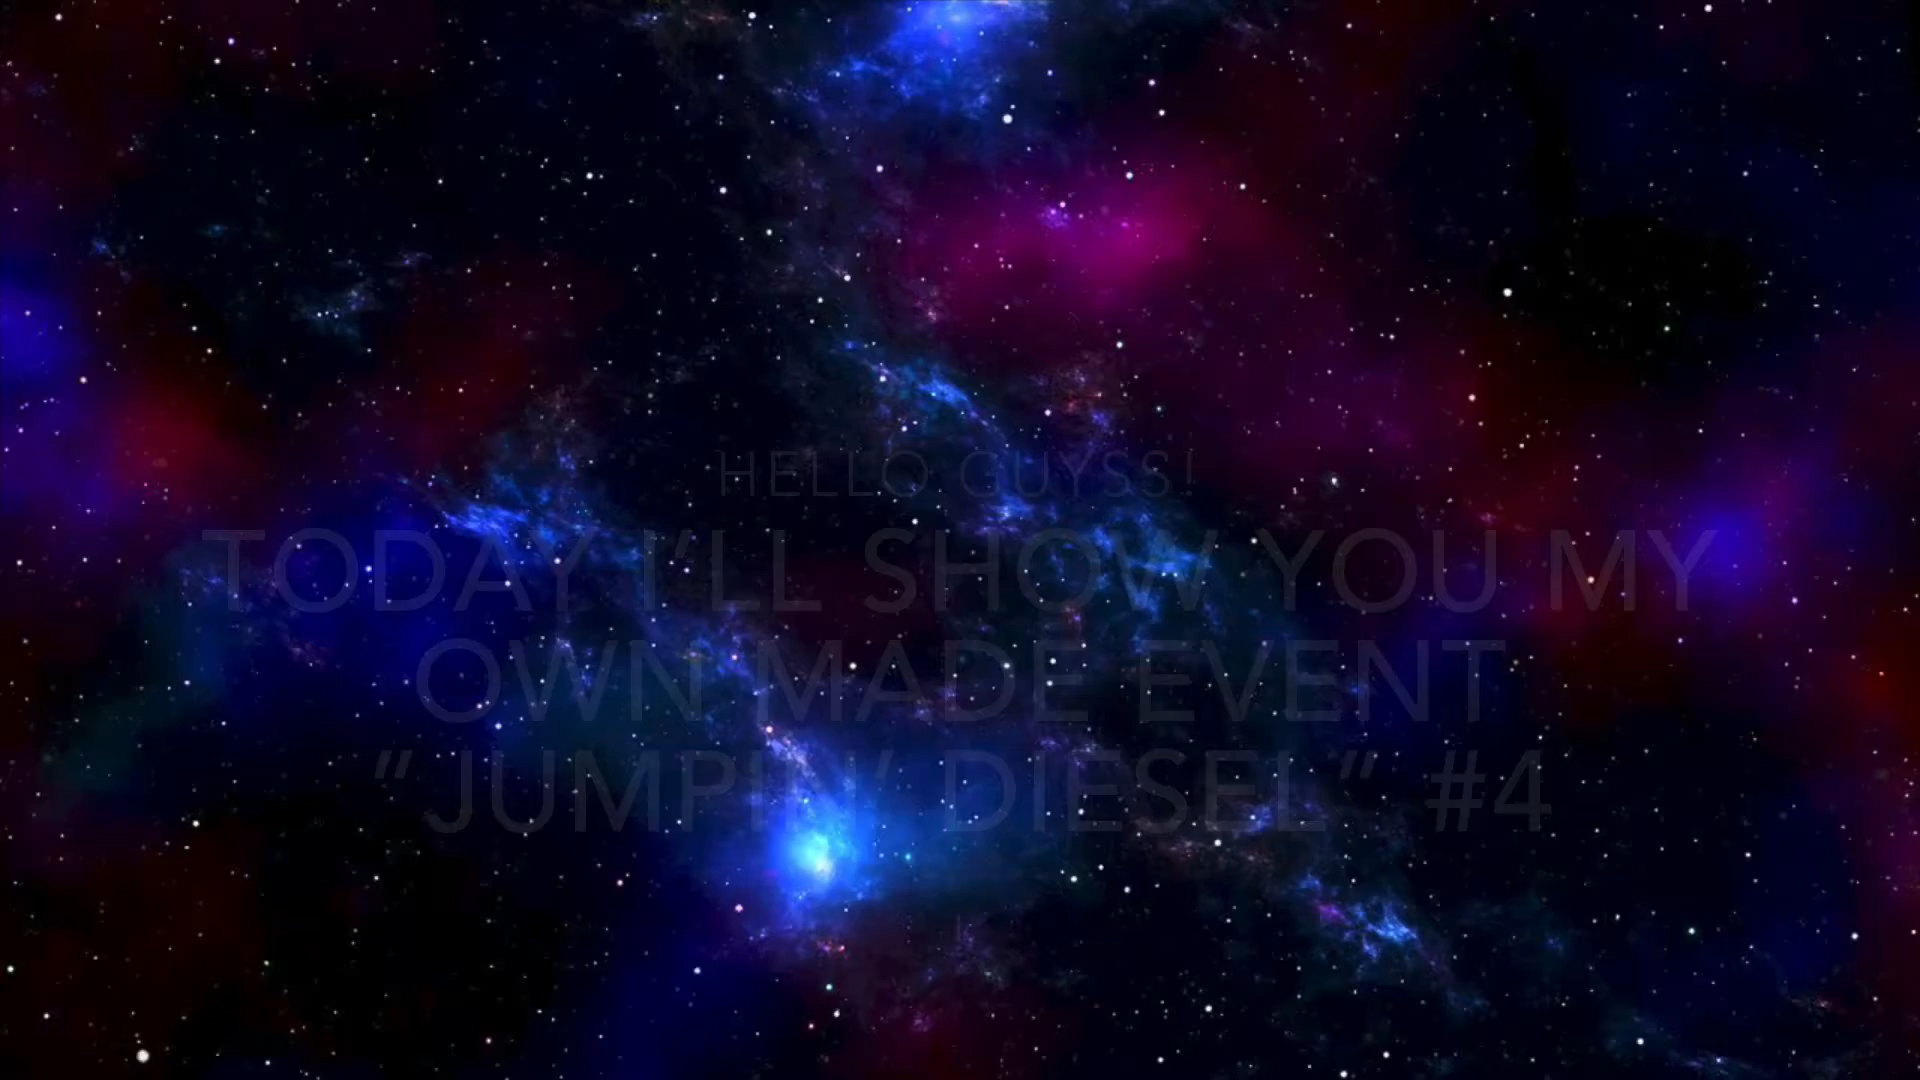 HELLO GUYSS!
TODAY I'LL SHOW YOU MY
OWN MADE EVENT
"JUMPIN' DIESEL" #4